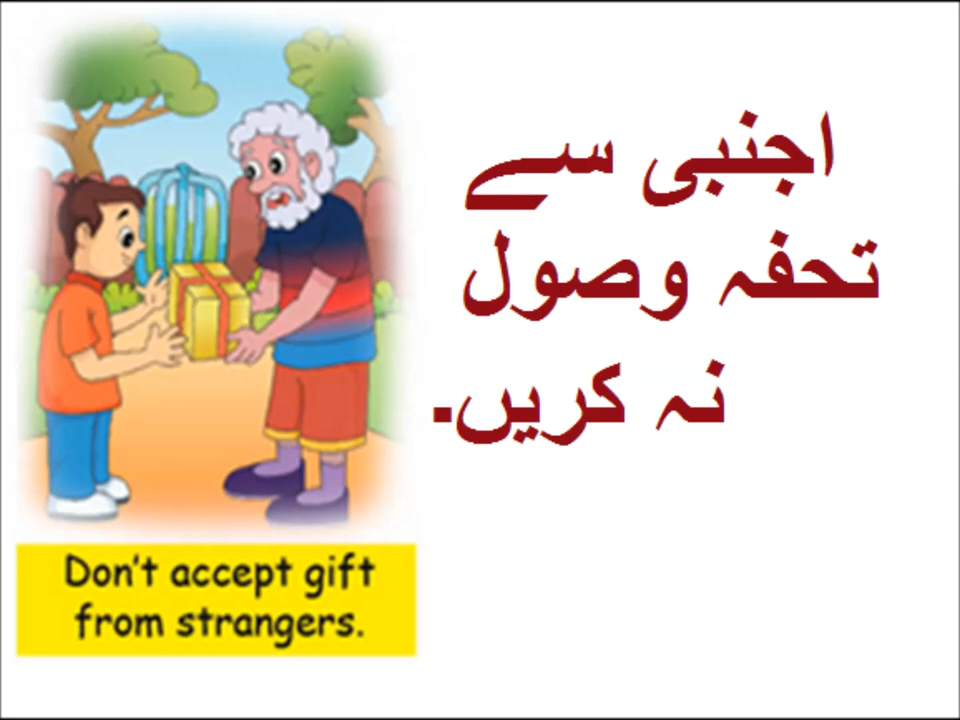 اجنبی سے
تحفہ وصول
نہ کریں.
Don't accept gift
from strangers.